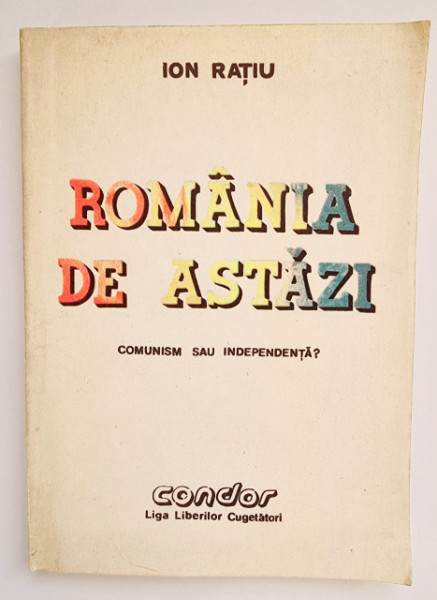 ION RAȚIU
ROMÂNIA
DE ASTĂZI
COMUNISM SAU INDEPENDENȚĂ?
condor
Liga Liberilor Cugetători